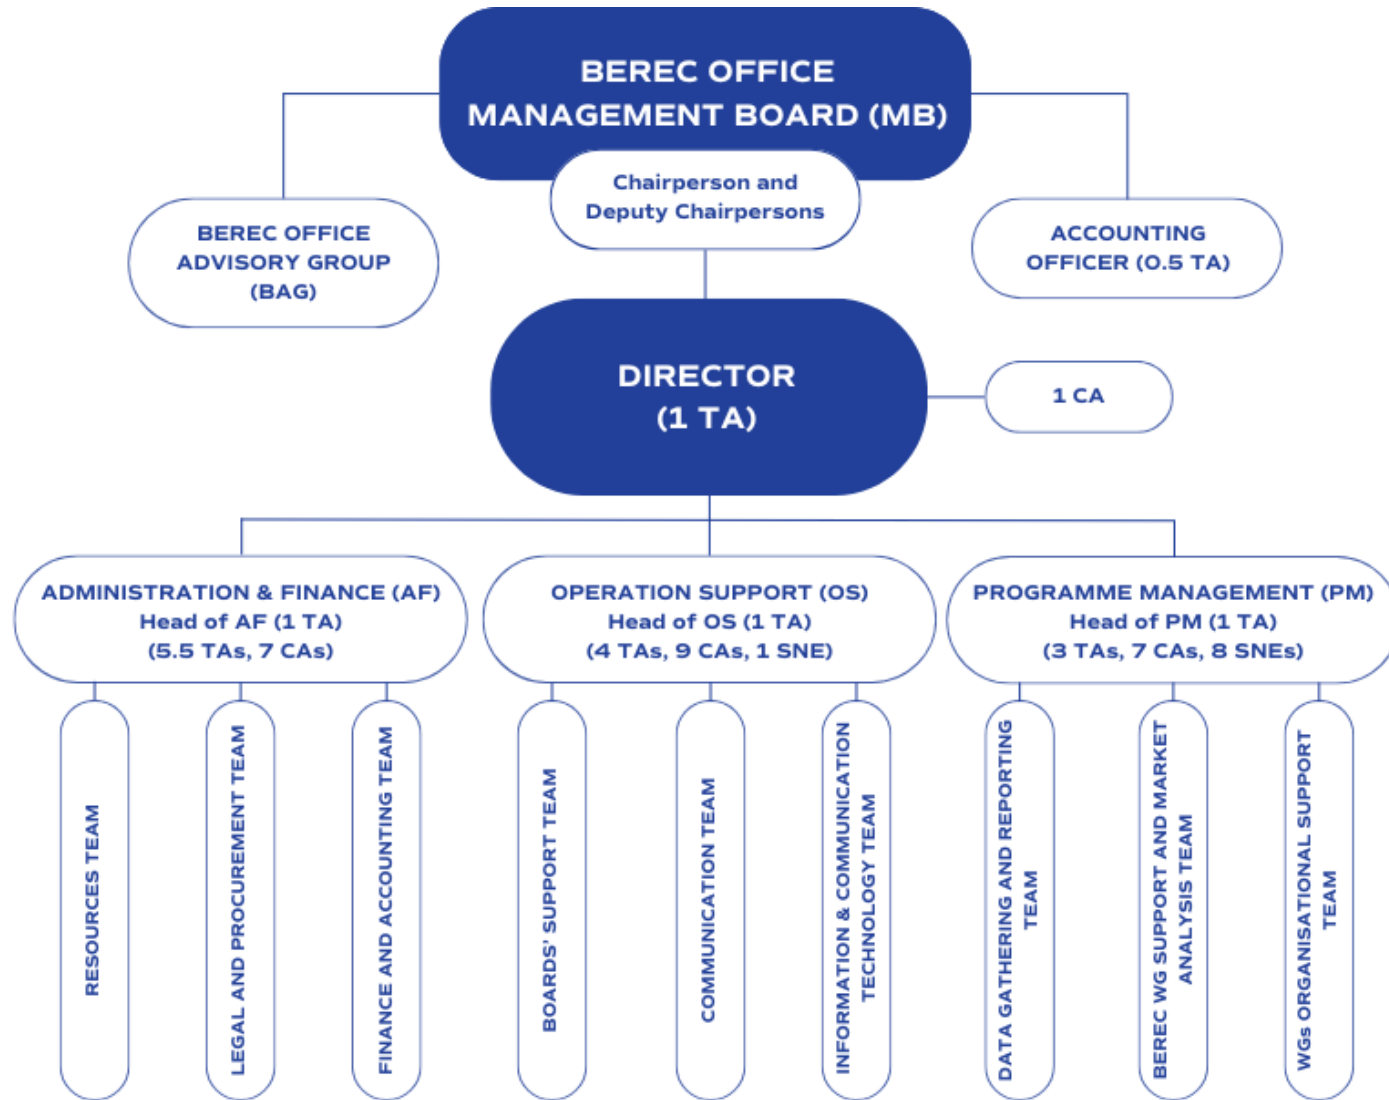 BEREC OFFICE
MANAGEMENT BOARD (MB)
Chairperson and
Deputy Chairpersons
BEREC OFFICE
ADVISORY GROUP
(BAG)
ACCOUNTING
OFFICER (0.5 TA)
DIRECTOR
(1 TA)
1 CA
ADMINISTRATION & FINANCE (AF)
Head of AF (1 TA)
(5.5 TAs, 7 CAs)
OPERATION SUPPORT (OS)
Head of OS (1 TA)
(4 TAs, 9 CAs, 1 SNE)
PROGRAMME MANAGEMENT (PM)
Head of PM (1 TA)
(3 TAs, 7 CAs, 8 SNEs)
RESOURCES TEAM
LEGAL AND PROCUREMENT TEAM
FINANCE AND ACCOUNTING TEAM
BOARDS' SUPPORT TEAM
COMMUNICATION TEAM
INFORMATION & COMMUNICATION
TECHNOLOGY TEAM
DATA GATHERING AND REPORTING
TEAM
BEREC WG SUPPORT AND MARKET
ANALYSIS TEAM
WGs ORGANISATIONAL SUPPORT
TEAM